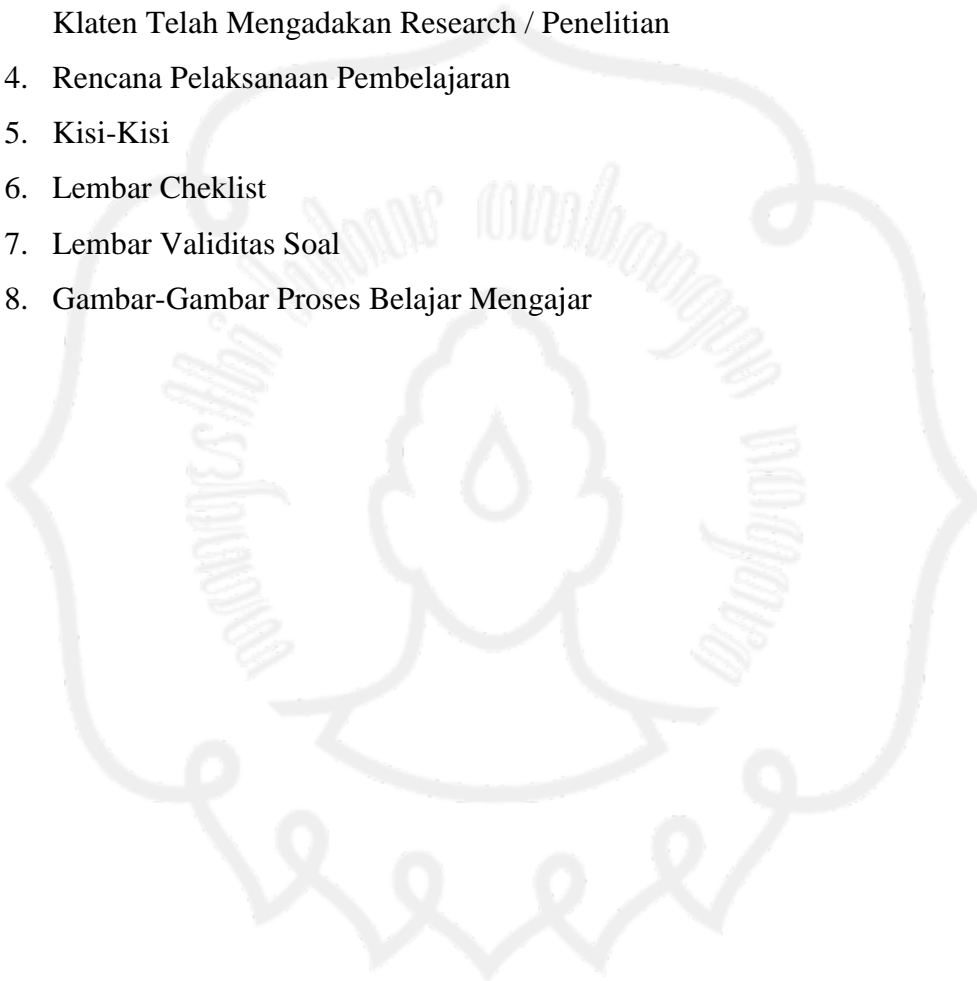 Klaten Telah Mengadakan Research / Penelitian
4. Rencana Pelaksanaan Pembelajaran
5. Kisi-Kisi
6. Lembar Cheklist
7. Lembar Validitas Soal
8. Gambar-Gambar Proses Belajar Mengajar